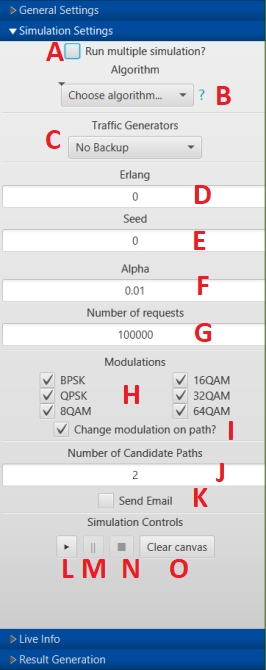 General Settings
Simulation Settings
A Run multiple simulation?
Algorithm
Choose algorithm... ? B
Traffic Generators
C No Backup
Erlang
0 D
Seed
0 E
Alpha
0.01 F
Number of requests
100000 G
Modulations
BPSK 16QAM
QPSK H 32QAM
8QAM 64QAM
Change modulation on path? I
Number of Candidate Paths
2 J
Send Email K
Simulation Controls
Clear canvas
L M N O
Live Info
Result Generation